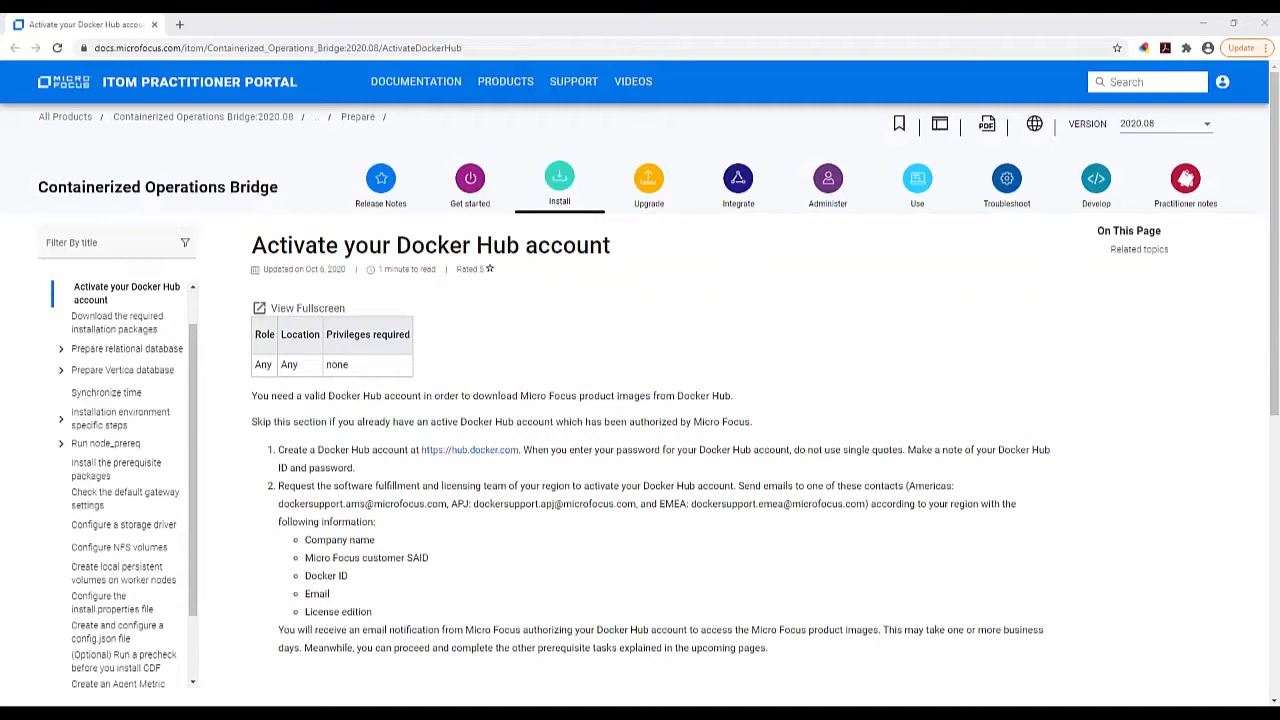 Activate your Docker Hub accou
docs.microfocus.com/itom/Containerized_Operations_Bridge:2020.08/ActivateDockerHub
Update
MICRO FOCUS ITOM PRACTITIONER PORTAL
DOCUMENTATION PRODUCTS SUPPORT VIDEOS
Search
All Products / Containerized Operations Bridge:2020.08 / .. / Prepare /
PDF
VERSION 2020.08
Containerized Operations Bridge
Release Notes
Get started
Install
Upgrade
Integrate
Administer
Use
Troubleshoot
Develop
Practitioner notes
Filter By title
Activate your Docker Hub
account
Download the required
installation packages
Prepare relational database
Prepare Vertica database
Synchronize time
Installation environment
specific steps
Run node_prereq
Install the prerequisite
packages
Check the default gateway
settings
Configure a storage driver
Configure NFS volumes
Create local persistent
volumes on worker nodes
Configure the
install.properties file
Create and configure a
config.json file
(Optional) Run a precheck
before you install CDF
Create an Agent Metric
Activate your Docker Hub account
Updated on Oct 6, 2020 | 1 minute to read | Rated 5
View Fullscreen
Role Location Privileges required
Any Any none
You need a valid Docker Hub account in order to download Micro Focus product images from Docker Hub.
Skip this section if you already have an active Docker Hub account which has been authorized by Micro Focus.
1. Create a Docker Hub account at https://hub.docker.com. When you enter your password for your Docker Hub account, do not use single quotes. Make a note of your Docker Hub
ID and password.
2. Request the software fulfillment and licensing team of your region to activate your Docker Hub account. Send emails to one of these contacts (Americas:
dockersupport.ams@microfocus.com, APJ: dockersupport.apj@microfocus.com, and EMEA: dockersupport.emea@microfocus.com) according to your region with the
following information:
Company name
Micro Focus customer SAID
Docker ID
Email
License edition
You will receive an email notification from Micro Focus authorizing your Docker Hub account to access the Micro Focus product images. This may take one or more business
days. Meanwhile, you can proceed and complete the other prerequisite tasks explained in the upcoming pages.
On This Page
Related topics